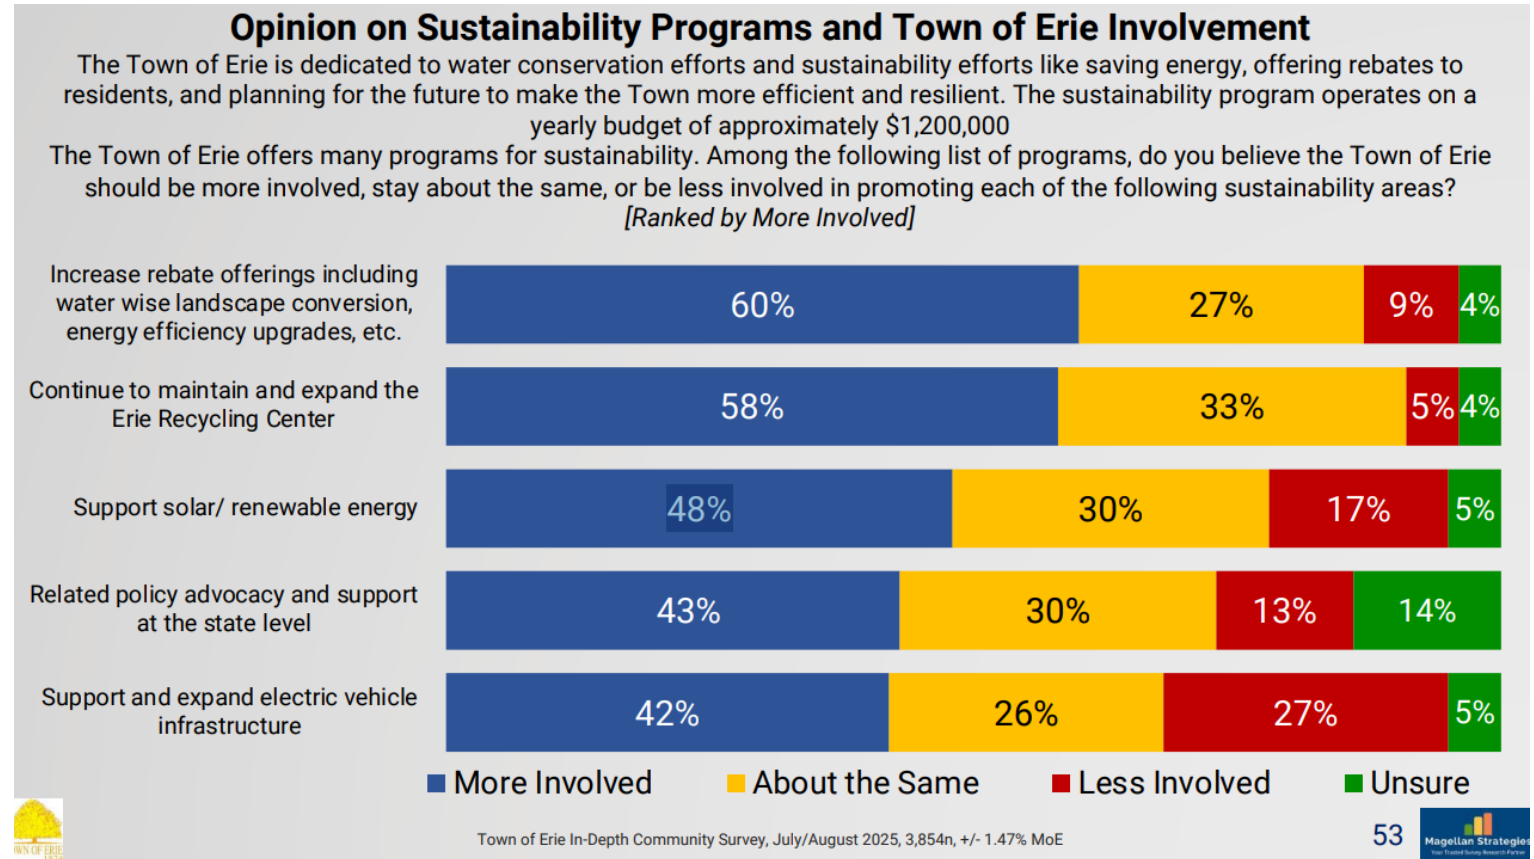 Opinion on Sustainability Programs and Town of Erie Involvement
The Town of Erie is dedicated to water conservation efforts and sustainability efforts like saving energy, offering rebates to
residents, and planning for the future to make the Town more efficient and resilient. The sustainability program operates on a
yearly budget of approximately $1,200,000
The Town of Erie offers many programs for sustainability. Among the following list of programs, do you believe the Town of Erie
should be more involved, stay about the same, or be less involved in promoting each of the following sustainability areas?
[Ranked by More Involved]
Increase rebate offerings including
water wise landscape conversion,
energy efficiency upgrades, etc.
60% 27% 9% 4%
Continue to maintain and expand the
Erie Recycling Center
58% 33% 5% 4%
Support solar/ renewable energy
48% 30% 17% 5%
Related policy advocacy and support
at the state level
43% 30% 13% 14%
Support and expand electric vehicle
infrastructure
42% 26% 27% 5%
More Involved About the Same Less Involved Unsure
Town of Erie In-Depth Community Survey, July/August 2025, 3,854n, +/- 1.47% MoE
53
Magellan Strategies
Your Trusted Survey Research Partner